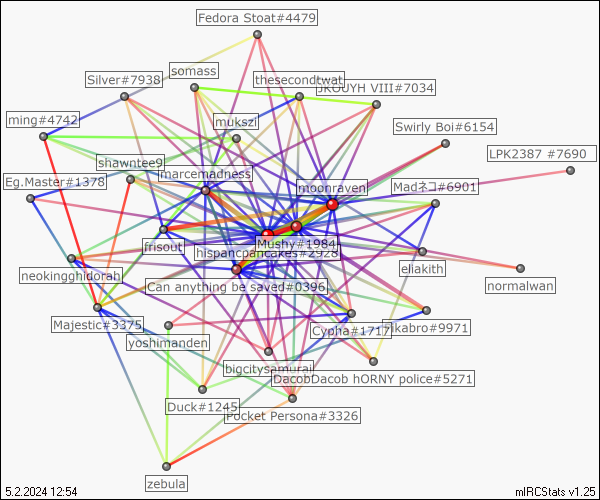 Fedora Stoat#4479
somass
thesecondtwat
Silver#7938
JKOUYH VIII#7034
ming#4742
mukszi
Swirly Boi#6154
LPK2387 #7690
shawntee9
marcemadness
Eg.Master#1378
moonraven
Madネコ#6901
frisout
Mushy#1984
hispancpancakes#2928
neokingghidorah
eliakith
Can anything be saved#0396
normalwan
Majestic#3375
Cypha#1717
zikabro#9971
yoshimanden
bigcitysamurai
DacobDacob hORNY police#5271
Duck#1245
Pocket Persona#3326
zebula
5.2.2024 12:54
mIRCStats v1.25